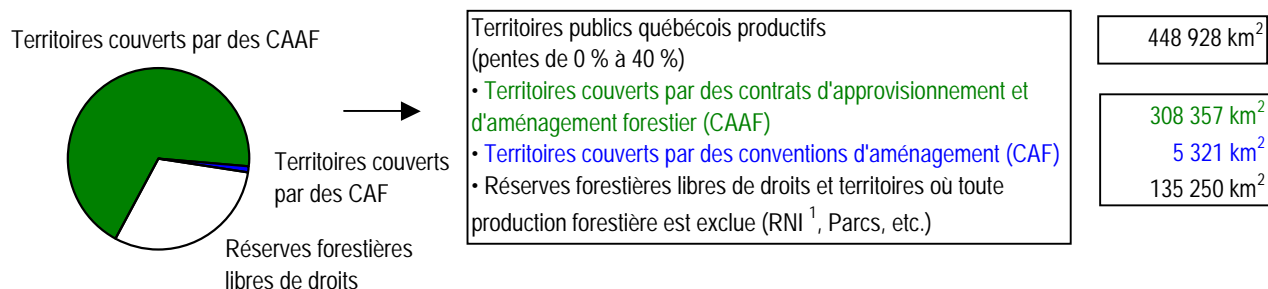 Territoires couverts par des CAAF
Territoires couverts
par des CAF
Réserves forestières
libres de droits
Territoires publics québécois productifs
(pentes de 0 % à 40 %)
• Territoires couverts par des contrats d'approvisionnement et
d'aménagement forestier (CAAF)
• Territoires couverts par des conventions d'aménagement (CAF)
• Réserves forestières libres de droits et territoires où toute
production forestière est exclue (RNI ¹, Parcs, etc.)
448 928 km²
308 357 km²
5 321 km²
135 250 km²